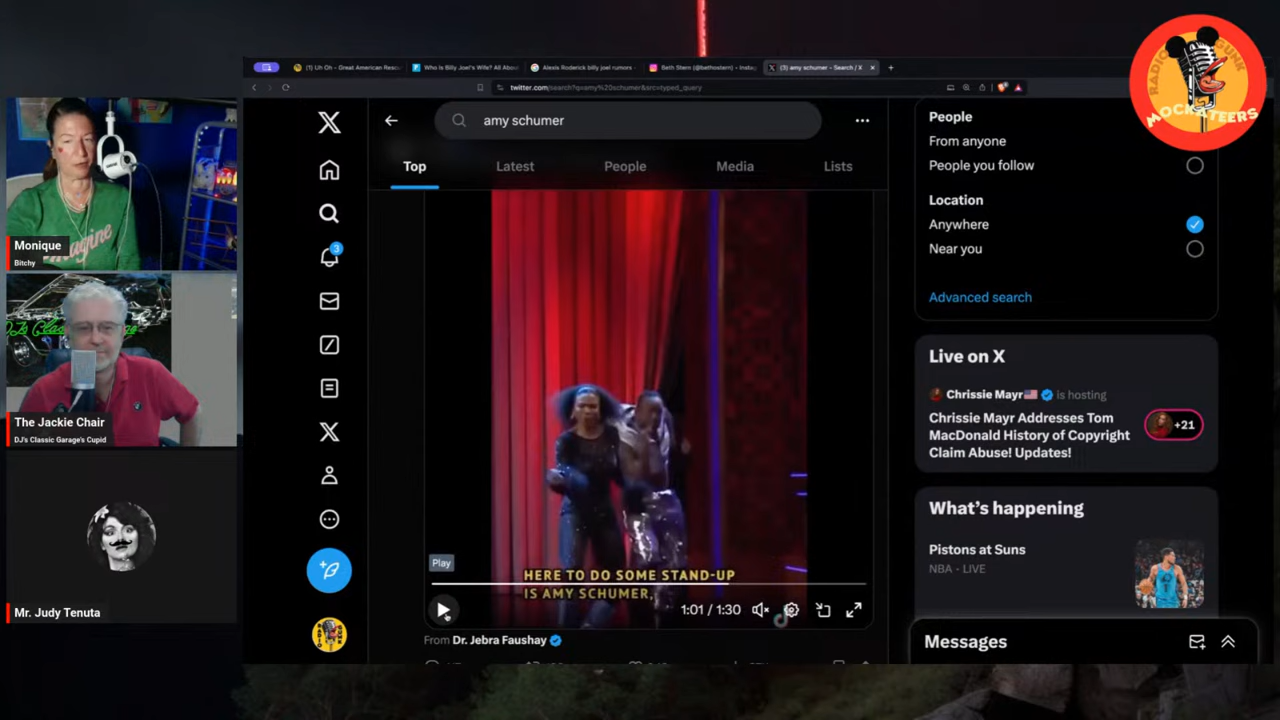 RADIO GUNK
MOCKATEERS
(1) Uh Oh - Great American Rescu
Who Is Billy Joel's Wife? All Abou
Alexis Roderick billy joel rumors -
Beth Stern (@bethostern) • Instag
(3) amy schumer - Search / X
twitter.com/search?q=amy%20schumer&src=typed_query
amy schumer
Top
Latest
People
Media
Lists
3
Play
HERE TO DO SOME STAND-UP
IS AMY SCHUMER,
1:01 / 1:30
From Dr. Jebra Faushay
People
From anyone
People you follow
Location
Anywhere
Near you
Advanced search
Live on X
Chrissie Mayr is hosting
Chrissie Mayr Addresses Tom
MacDonald History of Copyright
Claim Abuse! Updates!
+21
What's happening
Pistons at Suns
NBA · LIVE
Messages
Imagine
Monique
Bitchy
The Jackie Chair
DJ's Classic Garage's Cupid
Mr. Judy Tenuta